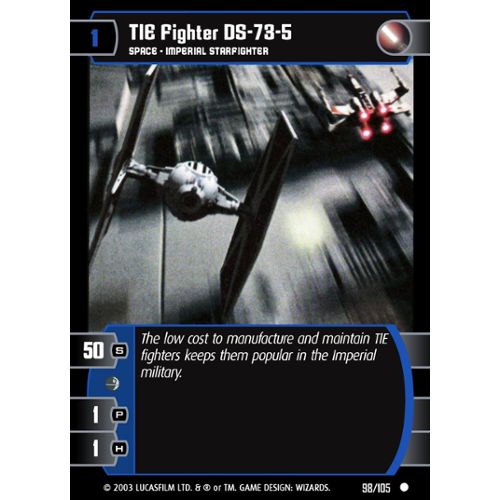 1
TIE Fighter DS-73-5
SPACE • IMPERIAL STARFIGHTER
50 S
The low cost to manufacture and maintain TIE
fighters keeps them popular in the Imperial
military.
1 P
1 H
© 2003 LUCASFILM LTD. & ® or TM. GAME DESIGN: WIZARDS. 98/105